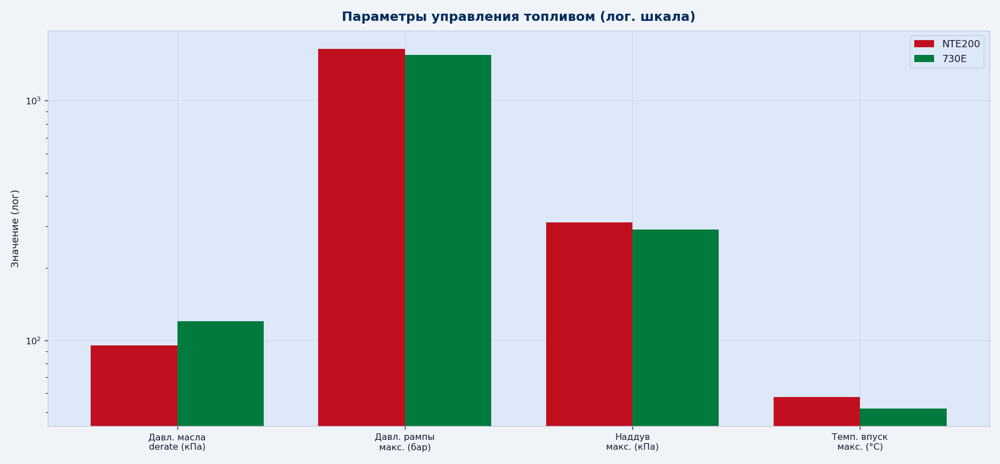 Параметры управления топливом (лог. шкала)
NTE200
730E
Значение (лог)
10³
10²
Давл. масла
derate (кПа)
Давл. рампы
макс. (бар)
Наддув
макс. (кПа)
Темп. впуск
макс. (°C)